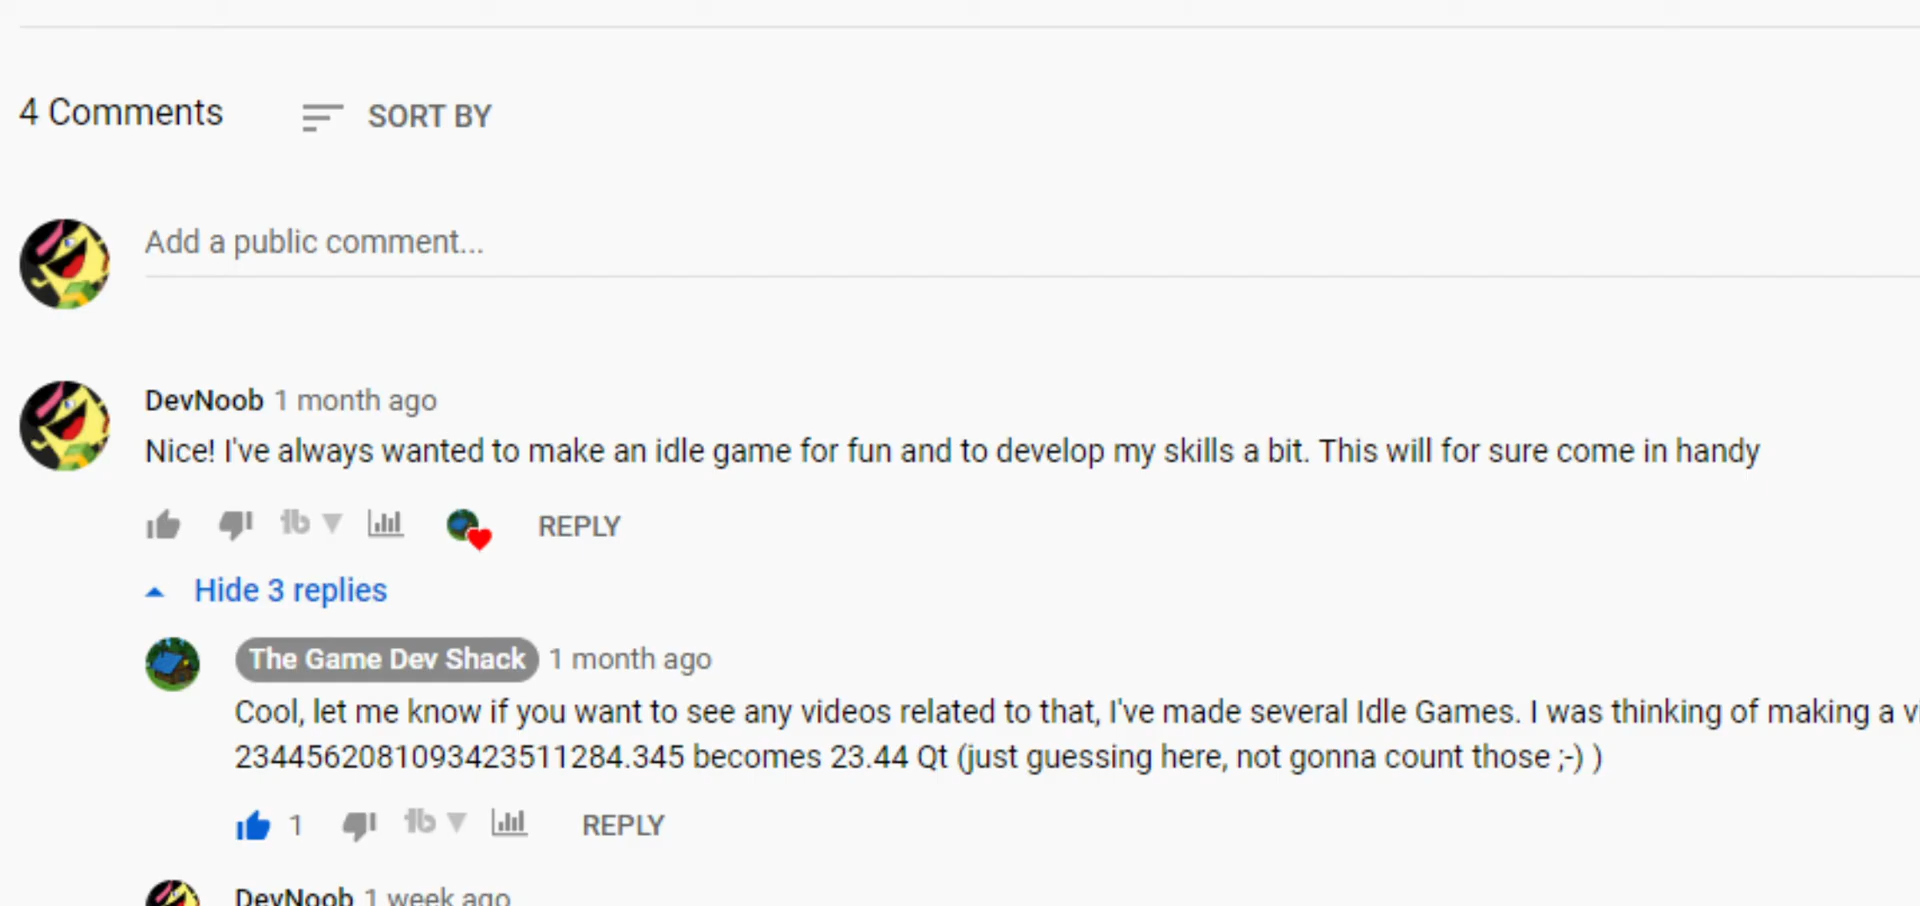 4 Comments SORT BY
Add a public comment...
DevNoob 1 month ago
Nice! I've always wanted to make an idle game for fun and to develop my skills a bit. This will for sure come in handy
REPLY
Hide 3 replies
The Game Dev Shack 1 month ago
Cool, let me know if you want to see any videos related to that, I've made several Idle Games. I was thinking of making a
2344562081093423511284.345 becomes 23.44 Qt (just guessing here, not gonna count those ;-) )
1 REPLY
DevNoob 1 week ago